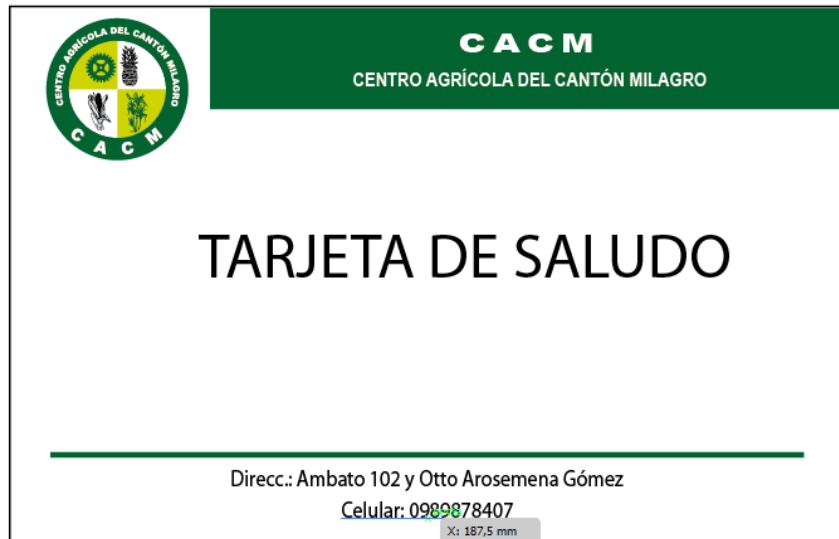 CENTRO AGRÍCOLA DEL CANTÓN MILAGRO
CACM
CACM
CENTRO AGRÍCOLA DEL CANTÓN MILAGRO
TARJETA DE SALUDO
Direcc.: Ambato 102 y Otto Arosemena Gómez
Celular: 0989878407
X: 187,5 mm